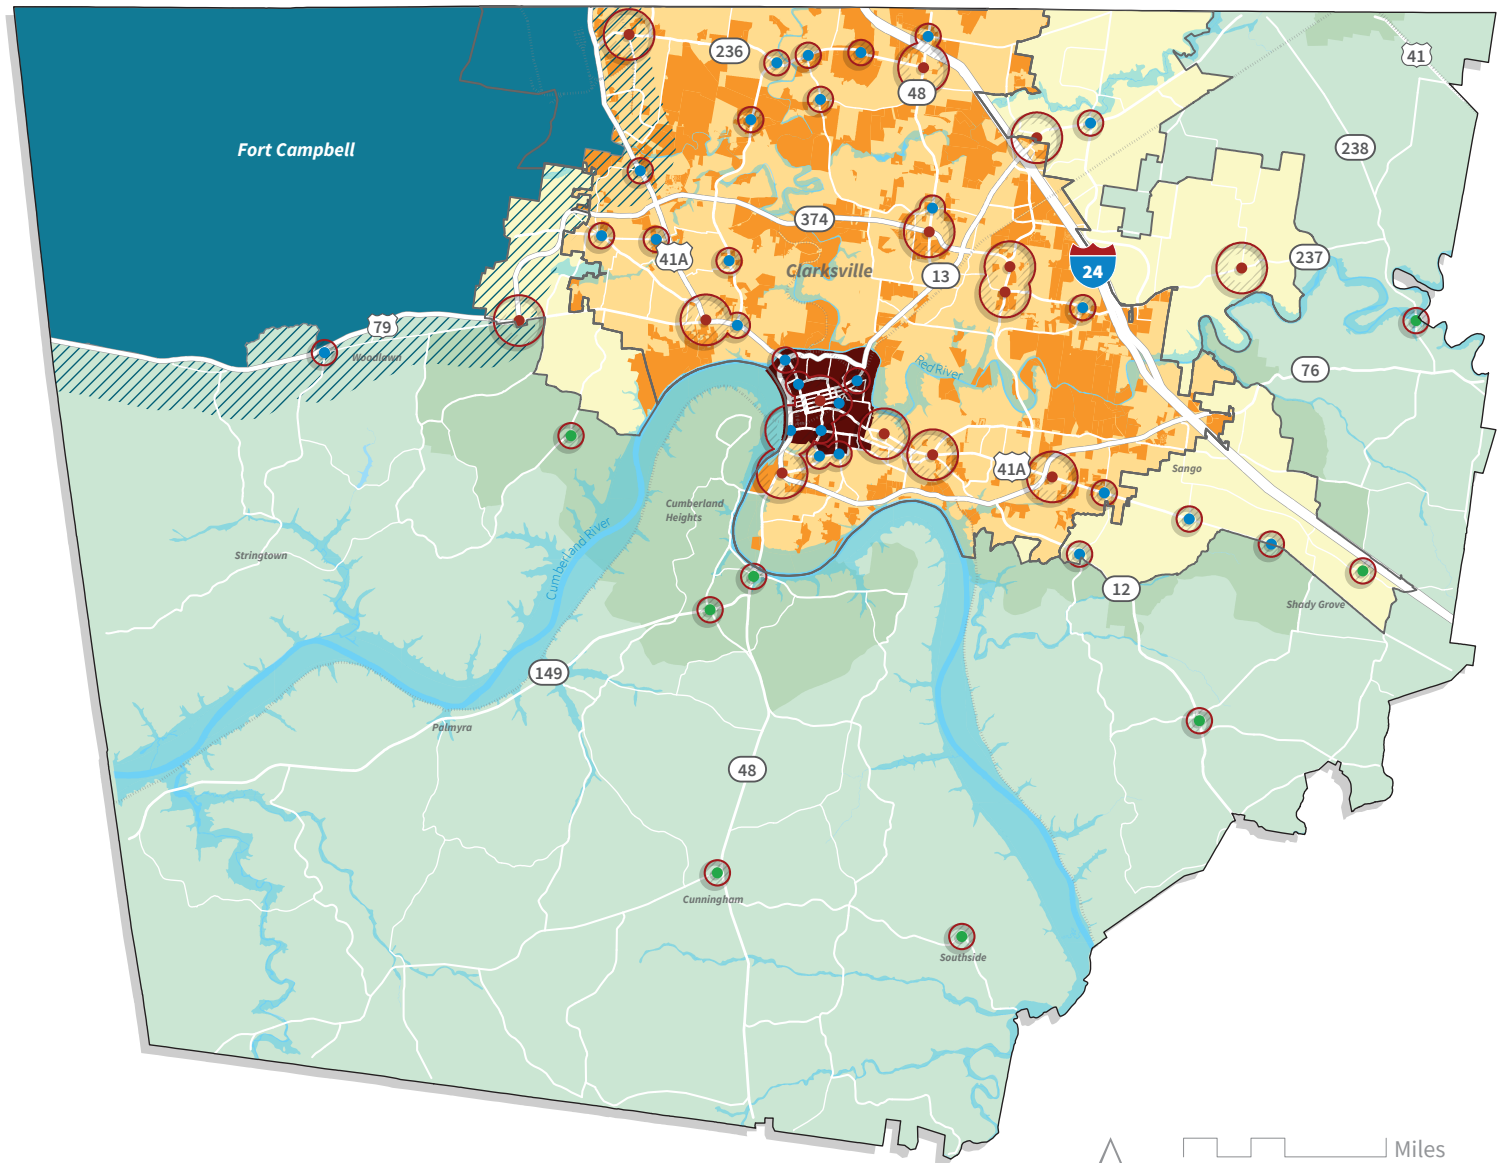 236
41
48
Fort Campbell
238
374
41A
Clarksville
237
24
13
79
Woodlawn
Red River
76
41A
Sango
Cumberland
Heights
Stringtown
Cumberland River
12
Shady Grove
149
Palmyra
48
Cunningham
Southside
Miles